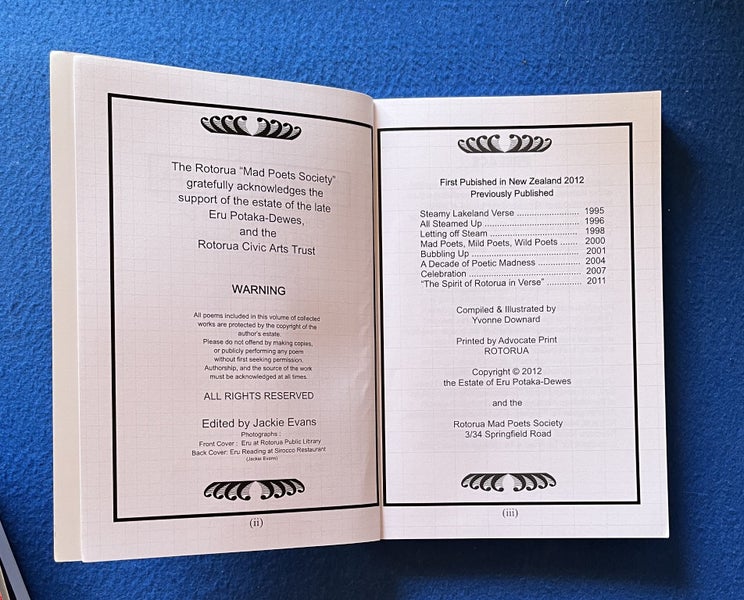 The Rotorua "Mad Poets Society"
gratefully acknowledges the
support of the estate of the late
Eru Potaka-Dewes,
and the
Rotorua Civic Arts Trust
WARNING
All poems included in this volume of collected
works are protected by the copyright of the
author's estate.
Please do not offend by making copies,
or publicly performing any poem
without first seeking permission.
Authorship, and the source of the work
must be acknowledged at all times.
ALL RIGHTS RESERVED
Edited by Jackie Evans
Photographs :
Front Cover : Eru at Rotorua Public Library
Back Cover: Eru Reading at Sirocco Restaurant
(Jackie Evans)
(ii)
First Pubished in New Zealand 2012
Previously Published
Steamy Lakeland Verse ........................... 1995
All Steamed Up ........................................ 1996
Letting off Steam ...................................... 1998
Mad Poets, Mild Poets, Wild Poets ....... 2000
Bubbling Up .............................................. 2001
A Decade of Poetic Madness ................. 2004
Celebration ............................................... 2007
"The Spirit of Rotorua in Verse" .............. 2011
Compiled & Illustrated by
Yvonne Downard
Printed by Advocate Print
ROTORUA
Copyright © 2012
the Estate of Eru Potaka-Dewes
and the
Rotorua Mad Poets Society
3/34 Springfield Road
(iii)